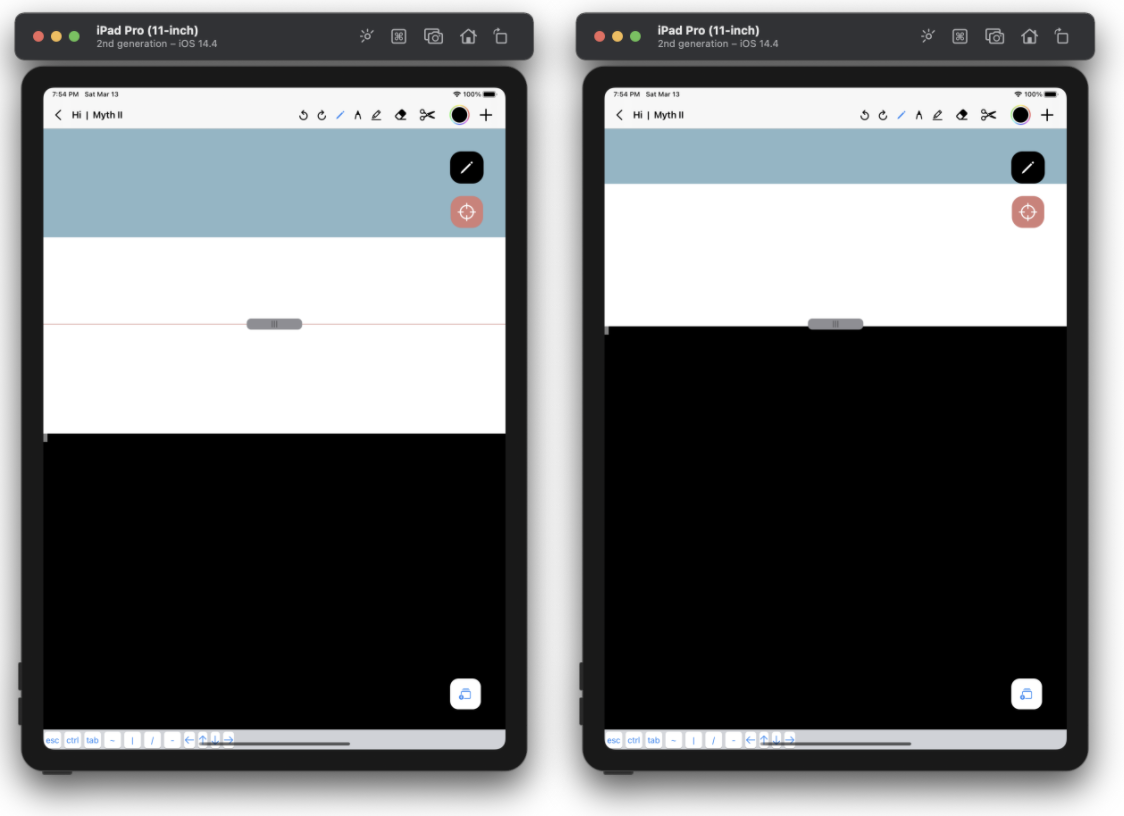 iPad Pro (11-inch)
2nd generation – iOS 14.4
7:54 PM Sat Mar 13
100%
Hi | Myth II
esc ctrl tab ~ | / - ← ↑ ↓ →
iPad Pro (11-inch)
2nd generation – iOS 14.4
7:54 PM Sat Mar 13
100%
Hi | Myth II
esc ctrl tab ~ | / - ← ↑ ↓ →